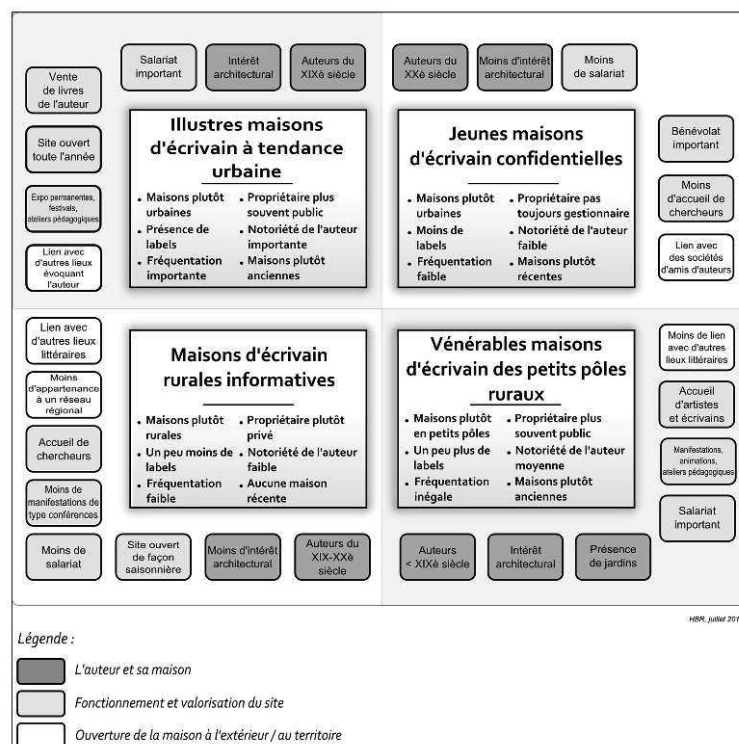 Salariat
important
Intérêt
architectural
Auteurs du
XIXè siècle
Auteurs du
XXè siècle
Moins d'intérêt
architectural
Moins
de salariat
Vente
de livres
de l'auteur
Site ouvert
toute l'année
Expo permanentes,
festivals,
ateliers pédagogiques
Lien avec
d'autres lieux
évoquant
l'auteur
Illustres maisons
d'écrivain à tendance
urbaine
• Maisons plutôt
urbaines
• Présence de
labels
• Fréquentation
importante
• Propriétaire plus
souvent public
• Notoriété de l'auteur
importante
• Maisons plutôt
anciennes
Jeunes maisons
d'écrivain confidentielles
• Maisons plutôt
urbaines
• Moins de
labels
• Fréquentation
faible
• Propriétaire pas
toujours gestionnaire
• Notoriété de l'auteur
faible
• Maisons plutôt
récentes
Bénévolat
important
Moins
d'accueil de
chercheurs
Lien avec
des sociétés
d'amis d'auteurs
Lien avec
d'autres lieux
littéraires
Moins
d'appartenance
à un réseau
régional
Accueil de
chercheurs
Moins de
manifestations de
type conférences
Moins de
salariat
Maisons d'écrivain
rurales informatives
• Maisons plutôt
rurales
• Un peu moins de
labels
• Fréquentation
faible
• Propriétaire plutôt
privé
• Notoriété de l'auteur
faible
• Aucune maison
récente
Vénérables maisons
d'écrivain des petits pôles
ruraux
• Maisons plutôt
en petits pôles
• Un peu plus de
labels
• Fréquentation
inégale
• Propriétaire plus
souvent public
• Notoriété de l'auteur
moyenne
• Maisons plutôt
anciennes
Moins de lien
avec d'autres
lieux littéraires
Accueil
d'artistes
et écrivains
Manifestations,
animations,
ateliers pédagogiques
Salariat
important
Site ouvert
de façon
saisonnière
Moins d'intérêt
architectural
Auteurs du
XIX-XXè
siècle
Auteurs
< XIXè siècle
Intérêt
architectural
Présence
de jardins
HBR, juillet 201
Légende :
L'auteur et sa maison
Fonctionnement et valorisation du site
Ouverture de la maison à l'extérieur / au territoire